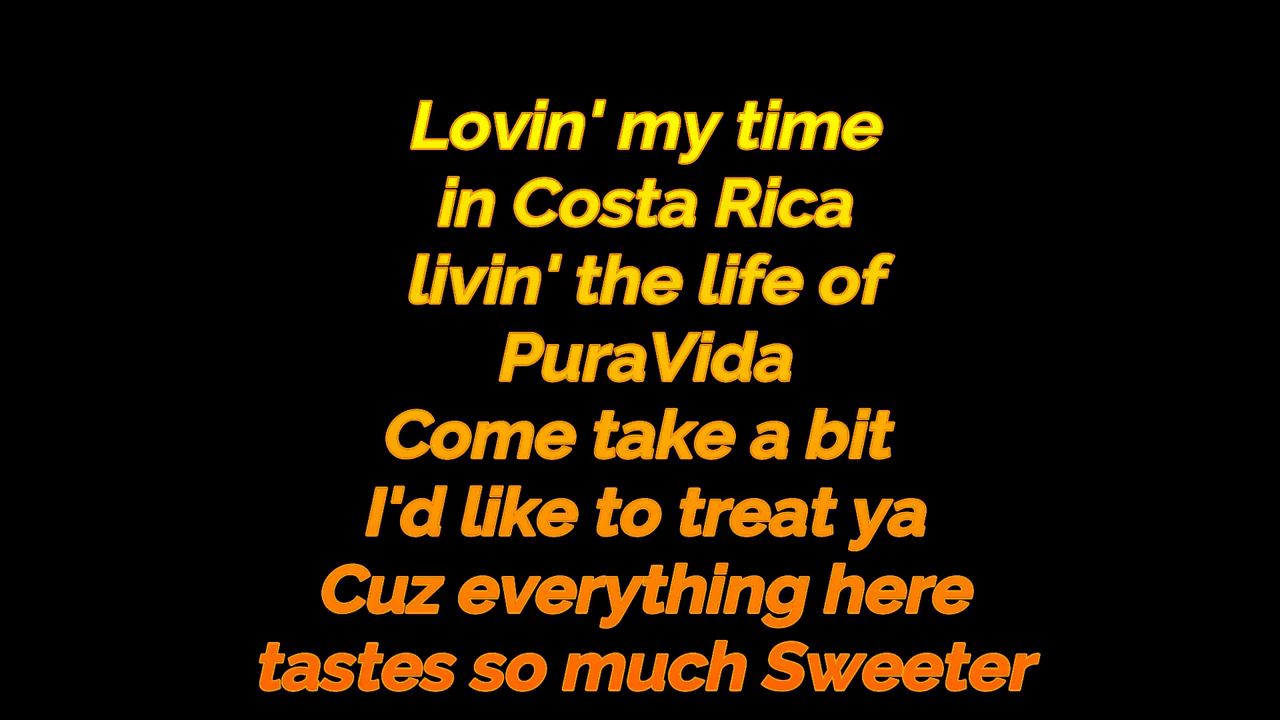 Lovin' my time
in Costa Rica
livin' the life of
PuraVida
Come take a bit
I'd like to treat ya
Cuz everything here
tastes so much Sweeter